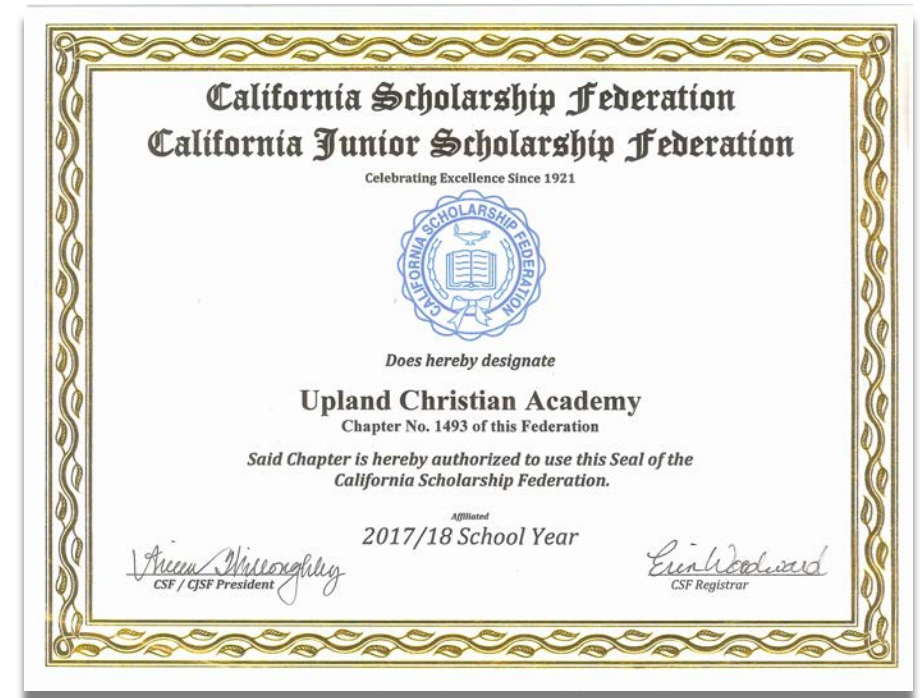 California Scholarship Federation
California Junior Scholarship Federation
Celebrating Excellence Since 1921
CALIFORNIA SCHOLARSHIP FEDERATION
Does hereby designate
Upland Christian Academy
Chapter No. 1493 of this Federation
Said Chapter is hereby authorized to use this Seal of the
California Scholarship Federation.
Affiliated
2017/18 School Year
Erin Woodward
CSF / CJSF President
CSF Registrar